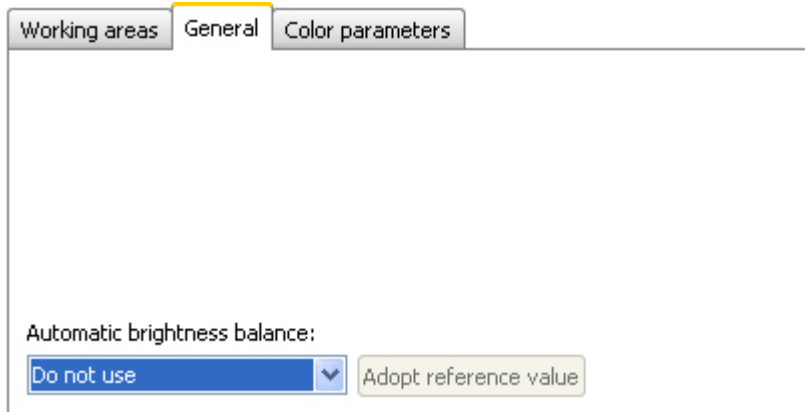 Working areas General Color parameters
Automatic brightness balance:
Do not use Adopt reference value